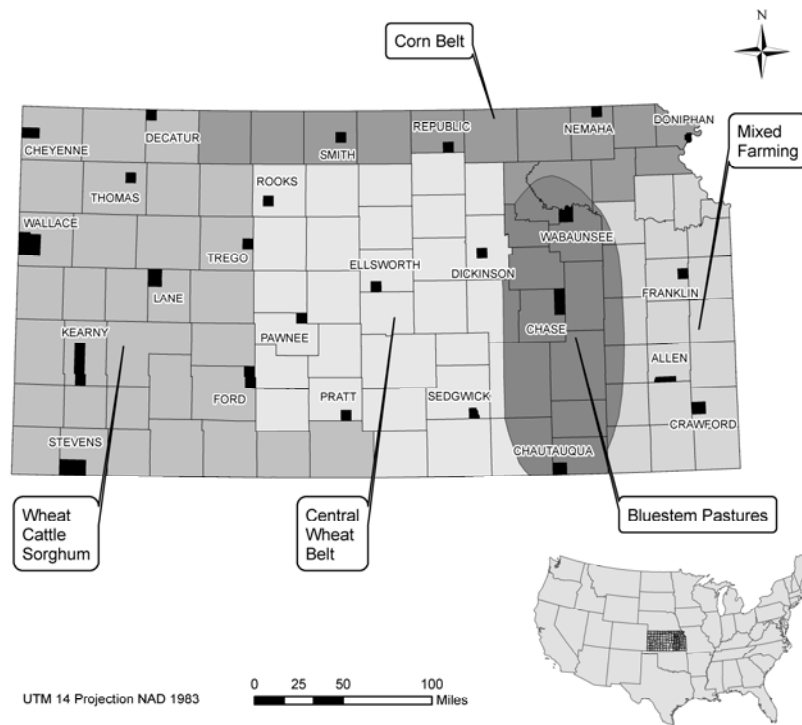 N
Corn Belt
Mixed
Farming
CHEYENNE
DECATUR
SMITH
REPUBLIC
NEMAHA
DONIPHAN
THOMAS
ROOKS
WALLACE
TREGO
ELLSWORTH
DICKINSON
WABAUNSEE
LANE
FRANKLIN
KEARNY
PAWNEE
CHASE
ALLEN
FORD
PRATT
SEDGWICK
CRAWFORD
STEVENS
CHAUTAUQUA
Wheat
Cattle
Sorghum
Central
Wheat
Belt
Bluestem Pastures
UTM 14 Projection NAD 1983
0 25 50 100
Miles